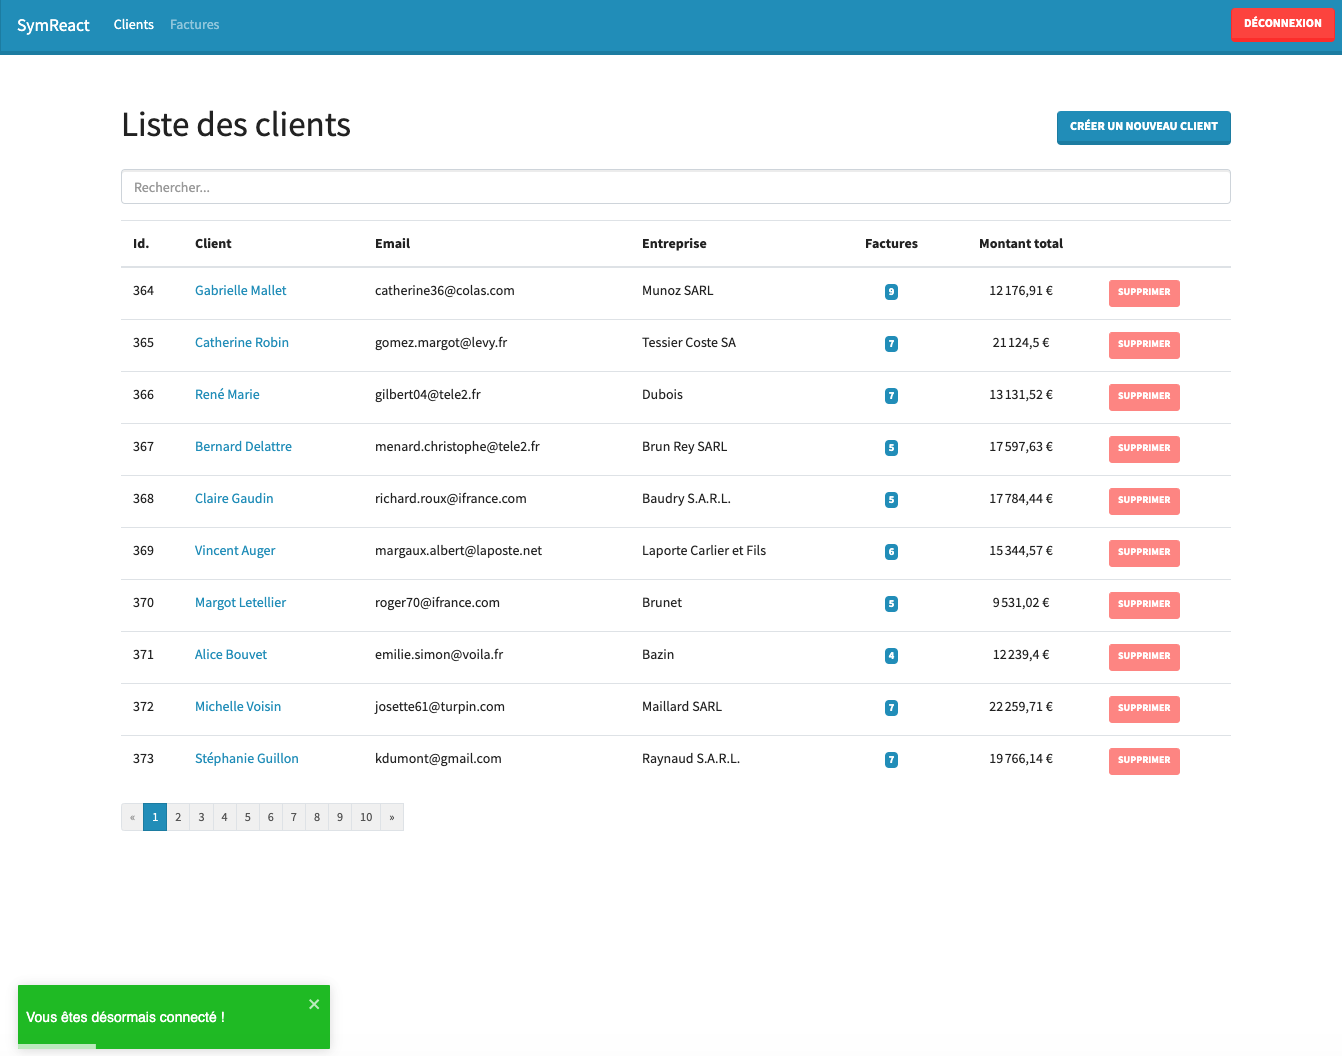 SymReact Clients Factures DÉCONNEXION
Liste des clients CRÉER UN NOUVEAU CLIENT
Rechercher...
Id. Client Email Entreprise Factures Montant total
364 Gabrielle Mallet catherine36@colas.com Munoz SARL 9 12 176,91 € SUPPRIMER
365 Catherine Robin gomez.margot@levy.fr Tessier Coste SA 7 21 124,5 € SUPPRIMER
366 René Marie gilbert04@tele2.fr Dubois 7 13 131,52 € SUPPRIMER
367 Bernard Delattre menard.christophe@tele2.fr Brun Rey SARL 5 17 597,63 € SUPPRIMER
368 Claire Gaudin richard.roux@ifrance.com Baudry S.A.R.L. 5 17 784,44 € SUPPRIMER
369 Vincent Auger margaux.albert@laposte.net Laporte Carlier et Fils 6 15 344,57 € SUPPRIMER
370 Margot Letellier roger70@ifrance.com Brunet 5 9 531,02 € SUPPRIMER
371 Alice Bouvet emilie.simon@voila.fr Bazin 4 12 239,4 € SUPPRIMER
372 Michelle Voisin josette61@turpin.com Maillard SARL 7 22 259,71 € SUPPRIMER
373 Stéphanie Guillon kdumont@gmail.com Raynaud S.A.R.L. 7 19 766,14 € SUPPRIMER
« 1 2 3 4 5 6 7 8 9 10 »
Vous êtes désormais connecté ! ×